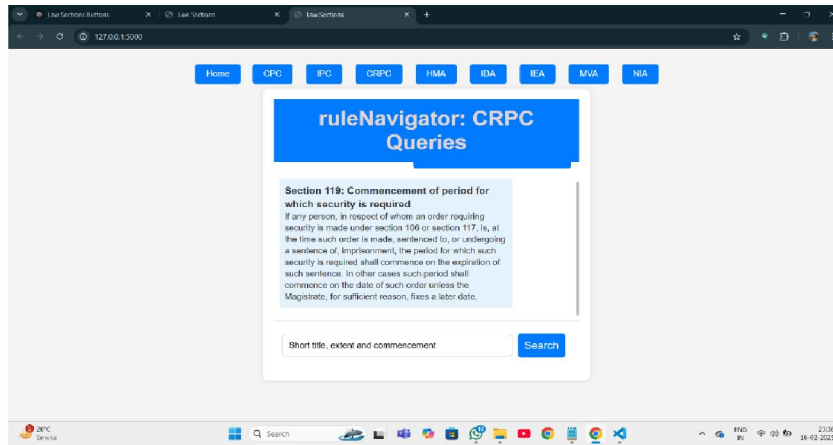 Law Sections Buttons
Law Sections
Law Sections
127.0.0.1:5000
Home CPC IPC CRPC HMA IDA IEA MVA NIA
ruleNavigator: CRPC
Queries
Section 119: Commencement of period for
which security is required
If any person, in respect of whom an order requiring
security is made under section 106 or section 117, is, at
the time such order is made, sentenced to, or undergoing
a sentence of, imprisonment, the period for which such
security is required shall commence on the expiration of
such sentence. In other cases such period shall
commence on the date of such order unless the
Magistrate, for sufficient reason, fixes a later date.
Short title, extent and commencement
Search
26°C
Smoke
Search
ENG
IN
23:36